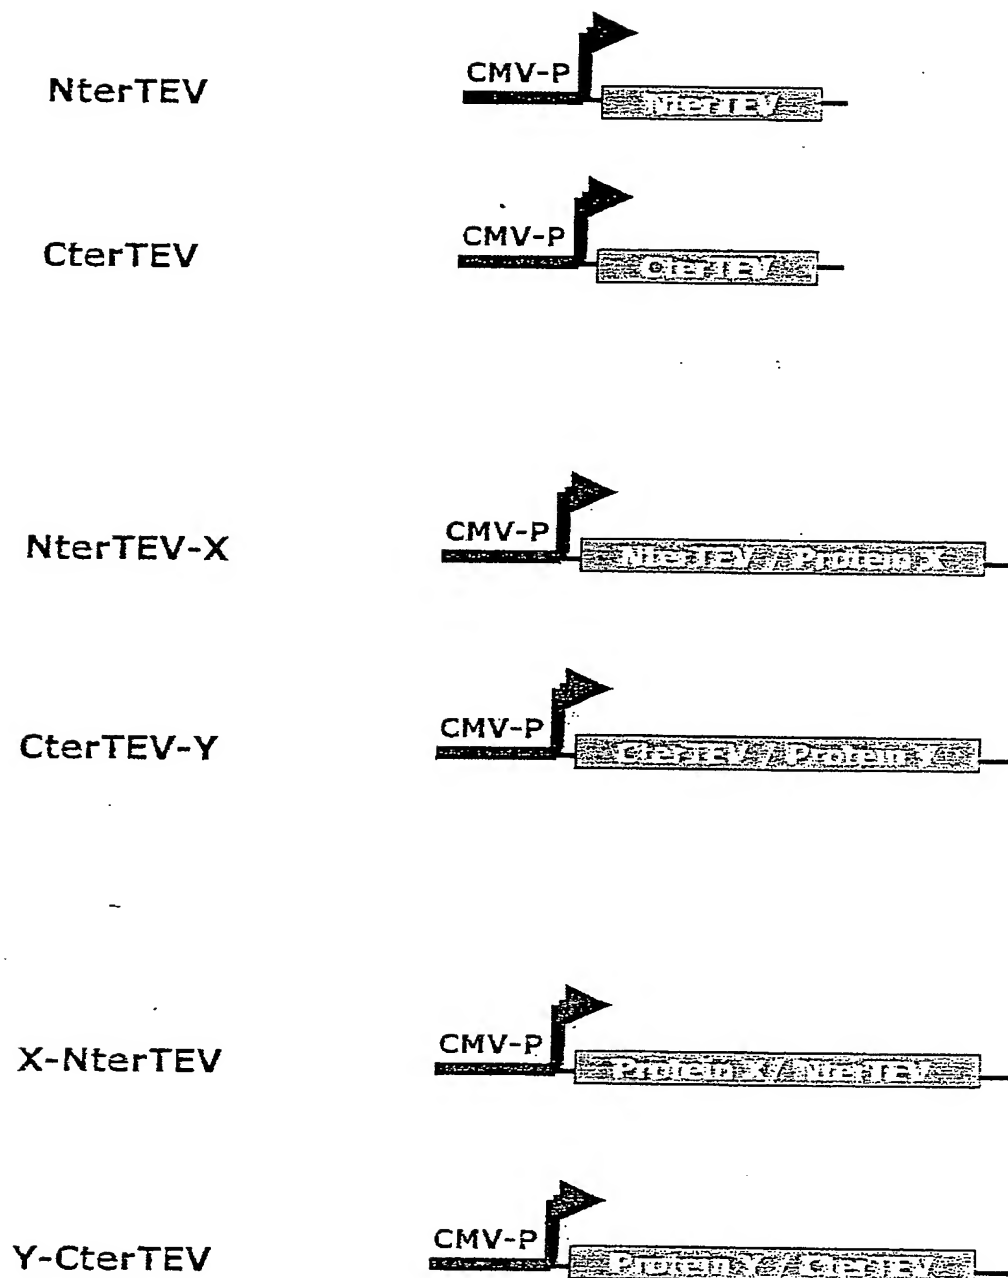 NterTEV
CMV-P
NterTEV
CterTEV
CMV-P
CterTEV
NterTEV-X
CMV-P
NterTEV / Protein X
CterTEV-Y
CMV-P
CterTEV / Protein Y
X-NterTEV
CMV-P
Protein X/ NterTEV
Y-CterTEV
CMV-P
Protein Y / CterTEV